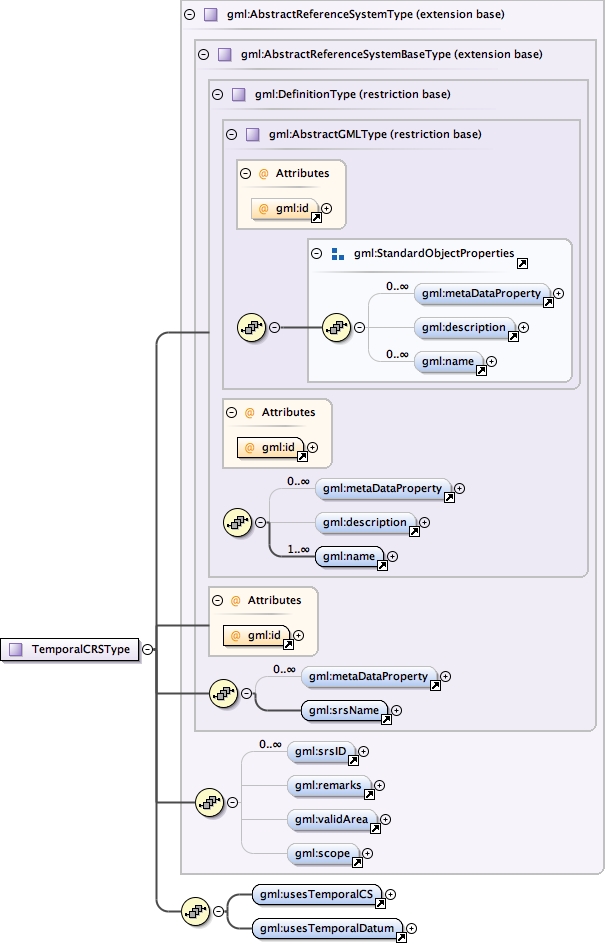 gml:AbstractReferenceSystemType (extension base)
gml:AbstractReferenceSystemBaseType (extension base)
gml:DefinitionType (restriction base)
gml:AbstractGMLType (restriction base)
@ Attributes
@ gml:id
gml:StandardObjectProperties
0..∞
gml:metaDataProperty
gml:description
0..∞
gml:name
@ Attributes
@ gml:id
0..∞
gml:metaDataProperty
gml:description
1..∞
gml:name
@ Attributes
@ gml:id
TemporalCRSType
0..∞
gml:metaDataProperty
gml:srsName
0..∞
gml:srsID
gml:remarks
gml:validArea
gml:scope
gml:usesTemporalCS
gml:usesTemporalDatum